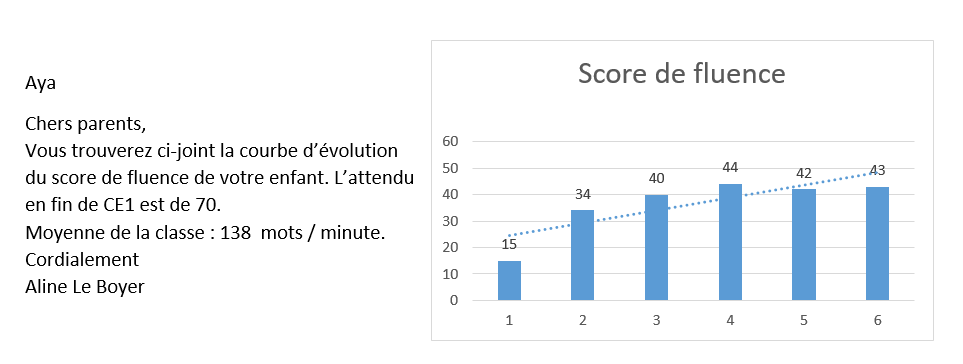 Aya
Chers parents,
Vous trouverez ci-joint la courbe d’évolution
du score de fluence de votre enfant. L’attendu
en fin de CE1 est de 70.
Moyenne de la classe : 138  mots / minute.
Cordialement
Aline Le Boyer
Score de fluence
60
50
40
30
20
10
0
15
34
40
44
42
43
1
2
3
4
5
6